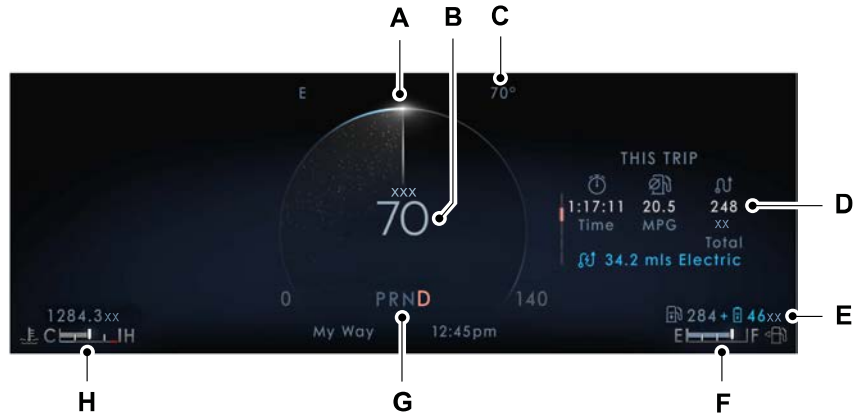 A B C
E 70°
THIS TRIP
xxx
70 B
1:17:11 20.5 248 D
Time MPG xx
Total
34.2 mls Electric
0 PRND 140
1284.3xx
284 + 46xx E
My Way 12:45pm
C H
E F
H G F